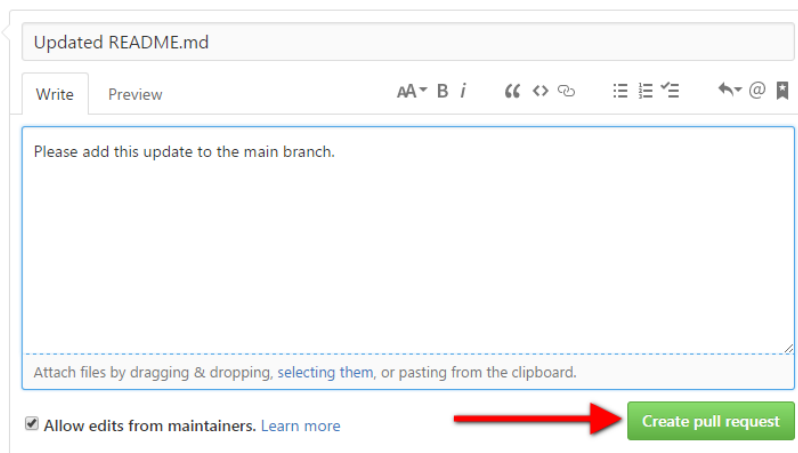 Updated README.md
Write Preview AA B i “ <> @
Please add this update to the main branch.
Attach files by dragging & dropping, selecting them, or pasting from the clipboard.
Allow edits from maintainers. Learn more Create pull request